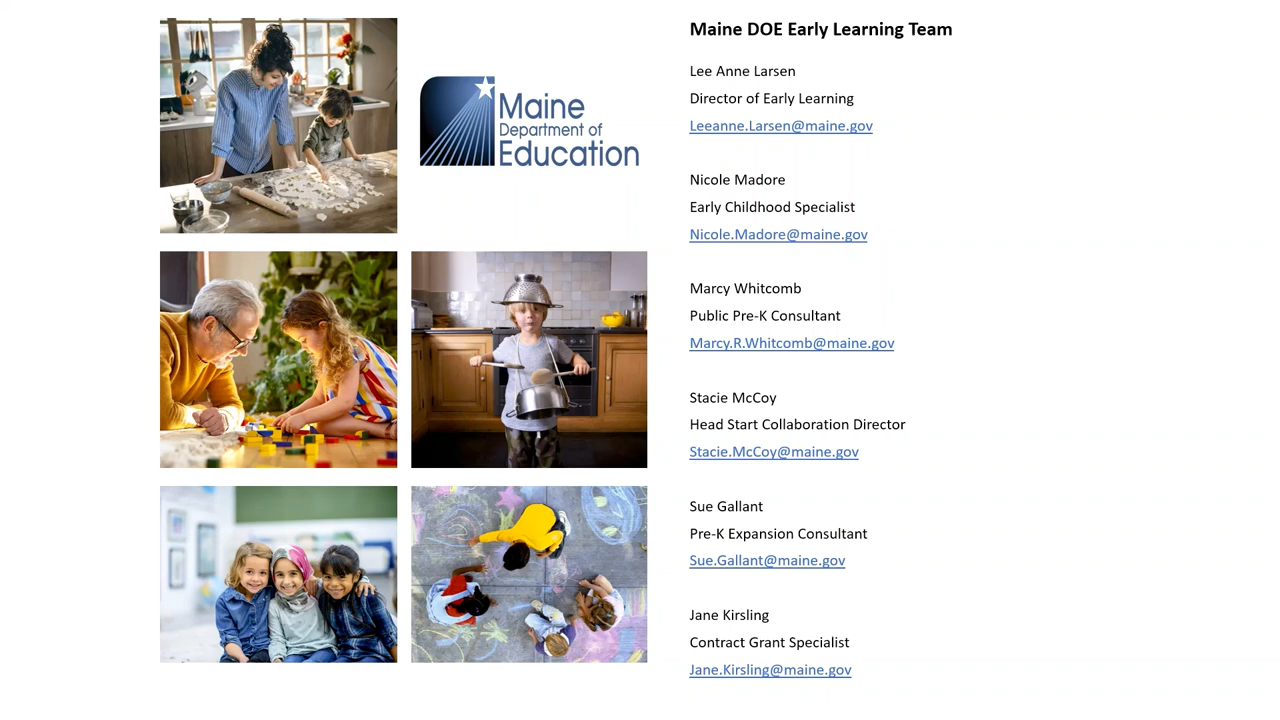 Maine
Department of
Education
Maine DOE Early Learning Team
Lee Anne Larsen
Director of Early Learning
Leeanne.Larsen@maine.gov
Nicole Madore
Early Childhood Specialist
Nicole.Madore@maine.gov
Marcy Whitcomb
Public Pre-K Consultant
Marcy.R.Whitcomb@maine.gov
Stacie McCoy
Head Start Collaboration Director
Stacie.McCoy@maine.gov
Sue Gallant
Pre-K Expansion Consultant
Sue.Gallant@maine.gov
Jane Kirsling
Contract Grant Specialist
Jane.Kirsling@maine.gov